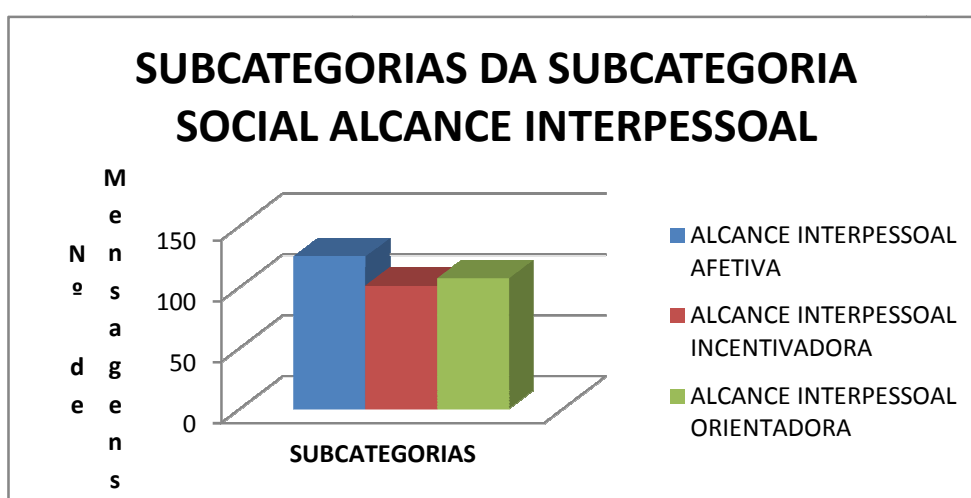 SUBCATEGORIAS DA SUBCATEGORIA
SOCIAL ALCANCE INTERPESSOAL
Nº de
Mensagens
150
100
50
0
SUBCATEGORIAS
ALCANCE INTERPESSOAL
AFETIVA
ALCANCE INTERPESSOAL
INCENTIVADORA
ALCANCE INTERPESSOAL
ORIENTADORA